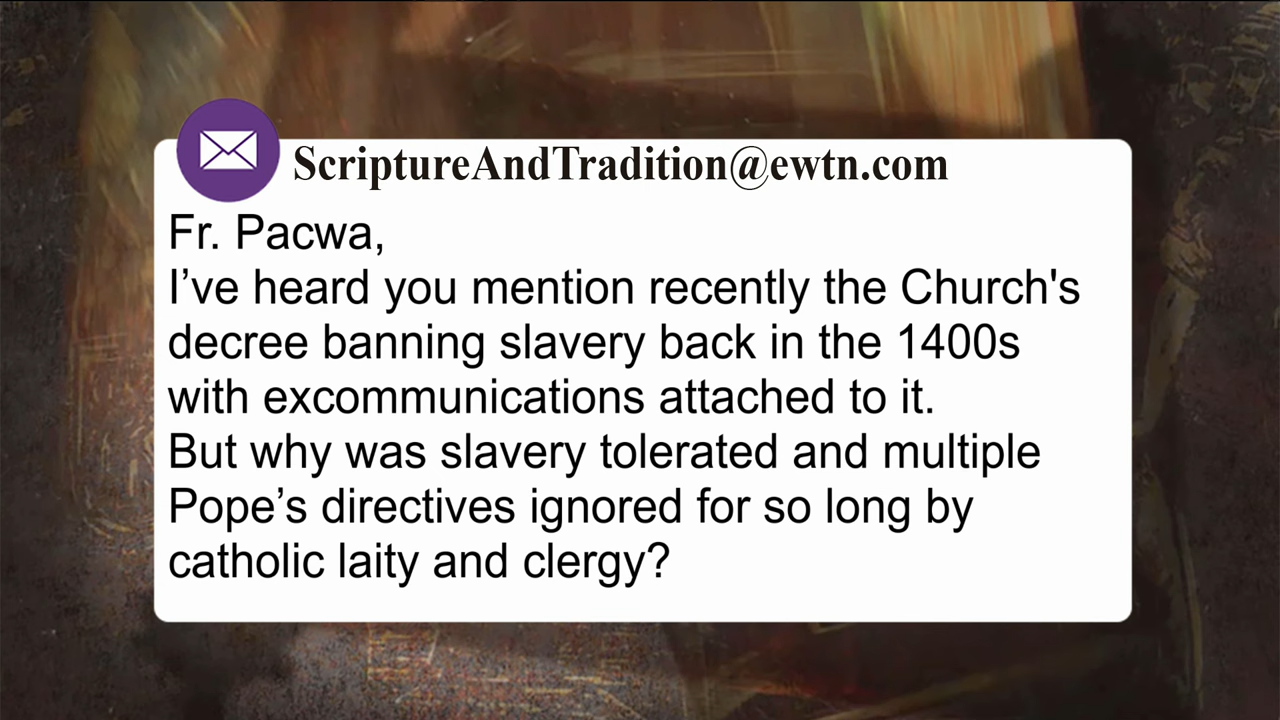 ScriptureAndTradition@ewtn.com
Fr. Pacwa,
I’ve heard you mention recently the Church's
decree banning slavery back in the 1400s
with excommunications attached to it.
But why was slavery tolerated and multiple
Pope’s directives ignored for so long by
catholic laity and clergy?